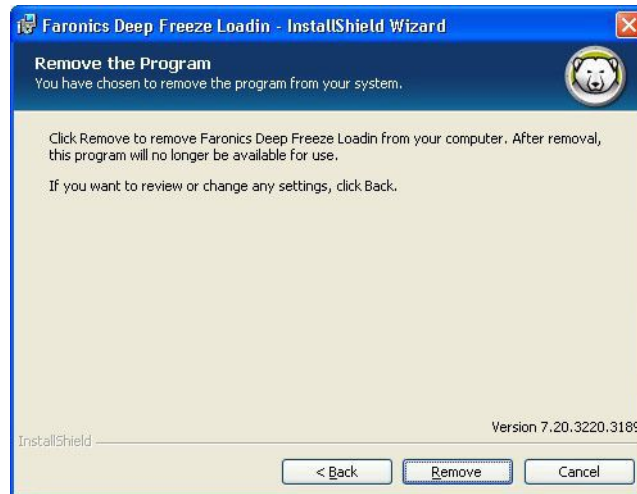 Faronics Deep Freeze Loadin - InstallShield Wizard
Remove the Program
You have chosen to remove the program from your system.
Click Remove to remove Faronics Deep Freeze Loadin from your computer. After removal,
this program will no longer be available for use.
If you want to review or change any settings, click Back.
Version 7.20.3220.3189
InstallShield
< Back
Remove
Cancel